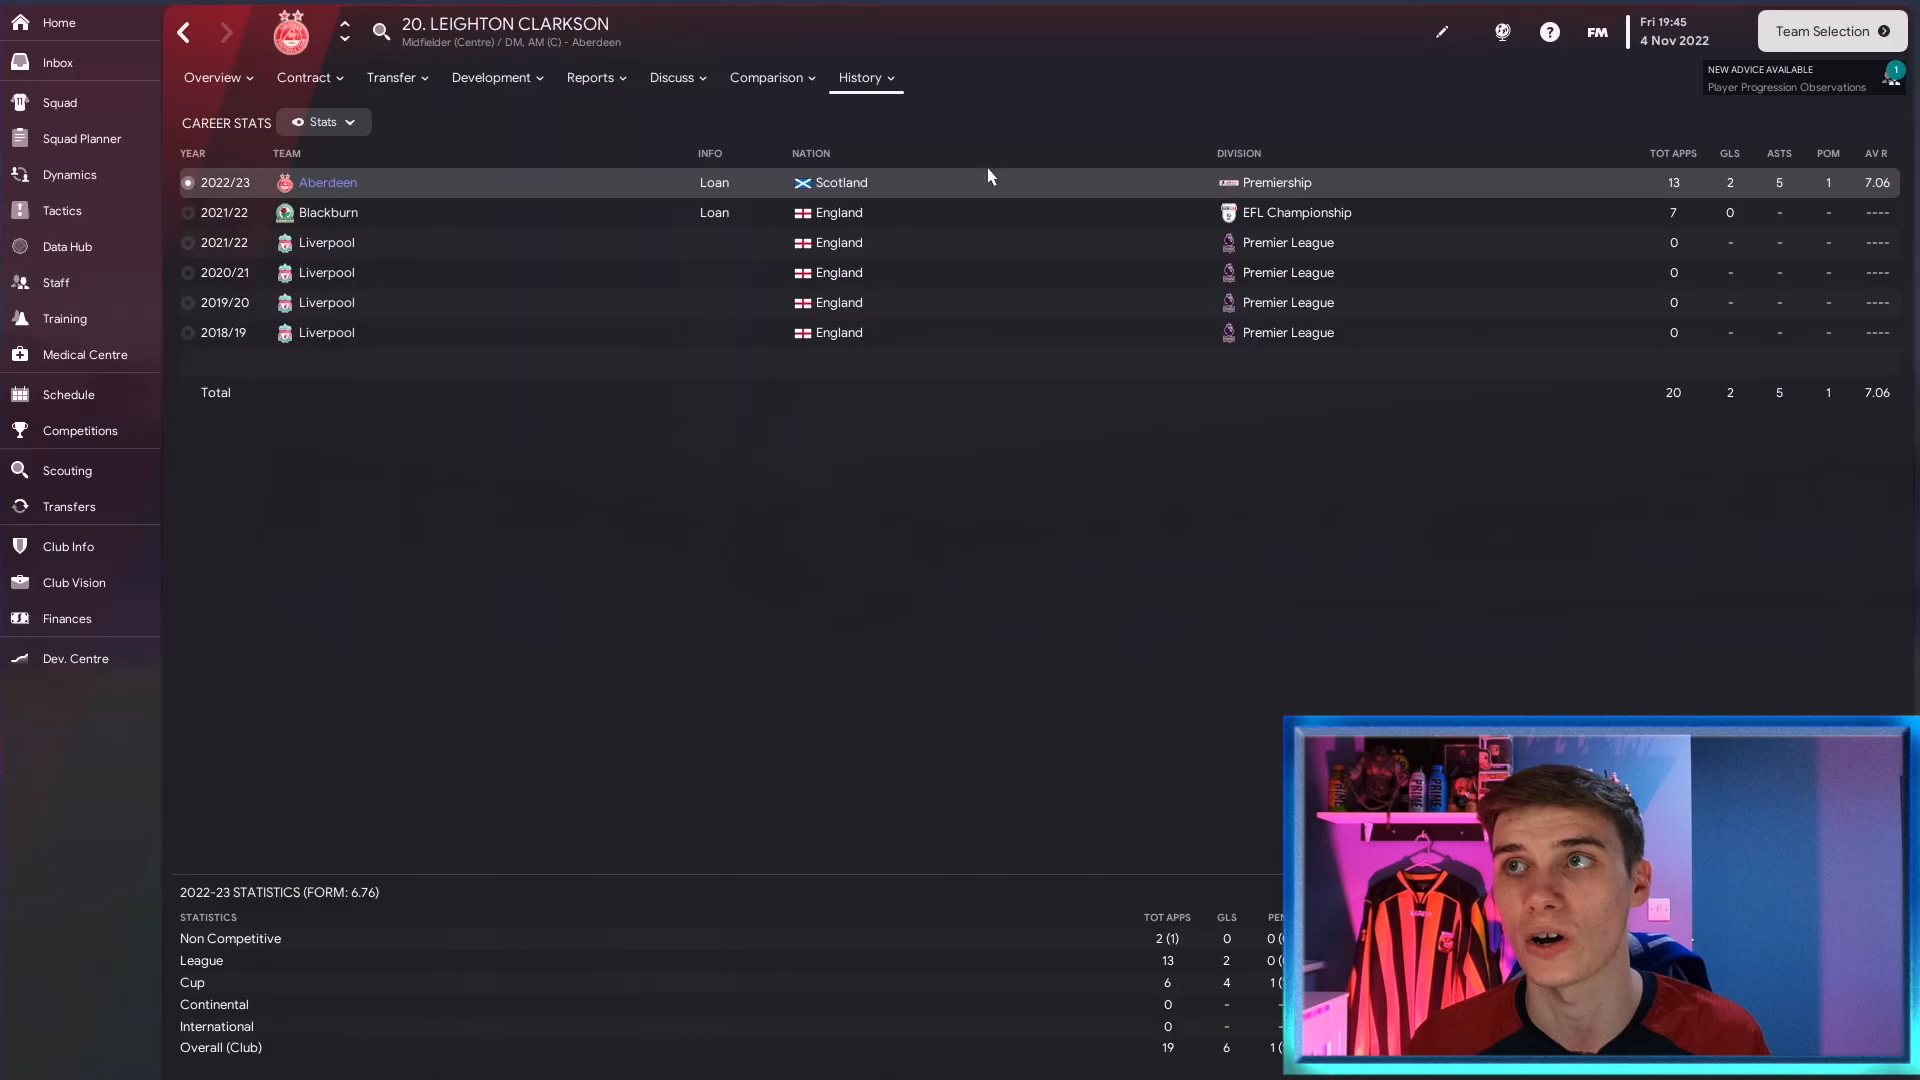 Home
20. LEIGHTON CLARKSON
Midfielder (Centre) / DM, AM (C) - Aberdeen
FM
Fri 19:45
4 Nov 2022
Team Selection
Inbox
Overview Contract Transfer Development Reports Discuss Comparison History
NEW ADVICE AVAILABLE
Player Progression Observations
1
Squad
Squad Planner
Dynamics
Tactics
Data Hub
Staff
Training
Medical Centre
Schedule
Competitions
Scouting
Transfers
Club Info
Club Vision
Finances
Dev. Centre
CAREER STATS Stats
YEAR TEAM INFO NATION DIVISION TOT APPS GLS ASTS POM AV R
2022/23 Aberdeen Loan Scotland Premiership 13 2 5 1 7.06
2021/22 Blackburn Loan England EFL Championship 7 0 - - ----
2021/22 Liverpool England Premier League 0 - - - ----
2020/21 Liverpool England Premier League 0 - - - ----
2019/20 Liverpool England Premier League 0 - - - ----
2018/19 Liverpool England Premier League 0 - - - ----
Total 20 2 5 1 7.06
2022-23 STATISTICS (FORM: 6.76)
STATISTICS TOT APPS GLS PEN
Non Competitive 2 (1) 0 0 (
League 13 2 0 (
Cup 6 4 1 (
Continental 0 - -
International 0 - -
Overall (Club) 19 6 1 (
PRIME
PRIME